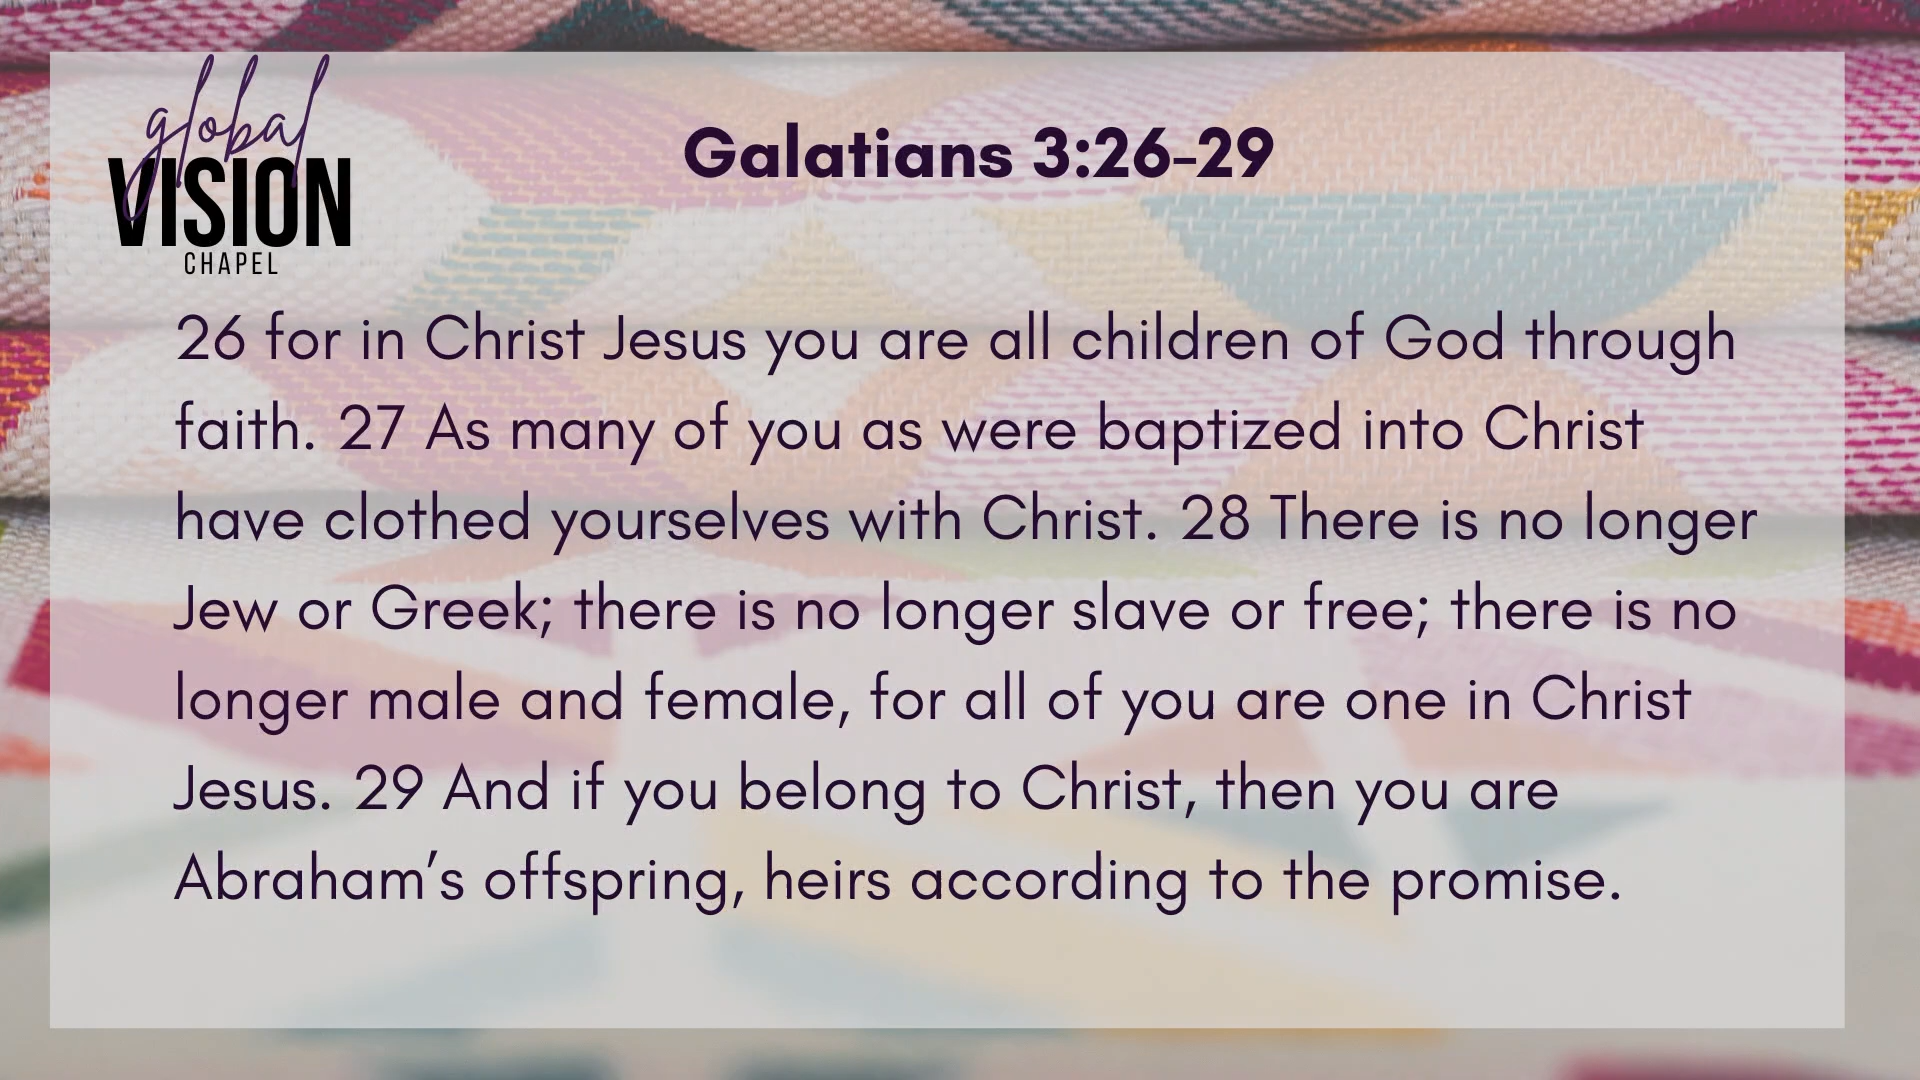 global
VISION
CHAPEL
Galatians 3:26-29
26 for in Christ Jesus you are all children of God through
faith. 27 As many of you as were baptized into Christ
have clothed yourselves with Christ. 28 There is no longer
Jew or Greek; there is no longer slave or free; there is no
longer male and female, for all of you are one in Christ
Jesus. 29 And if you belong to Christ, then you are
Abraham’s offspring, heirs according to the promise.